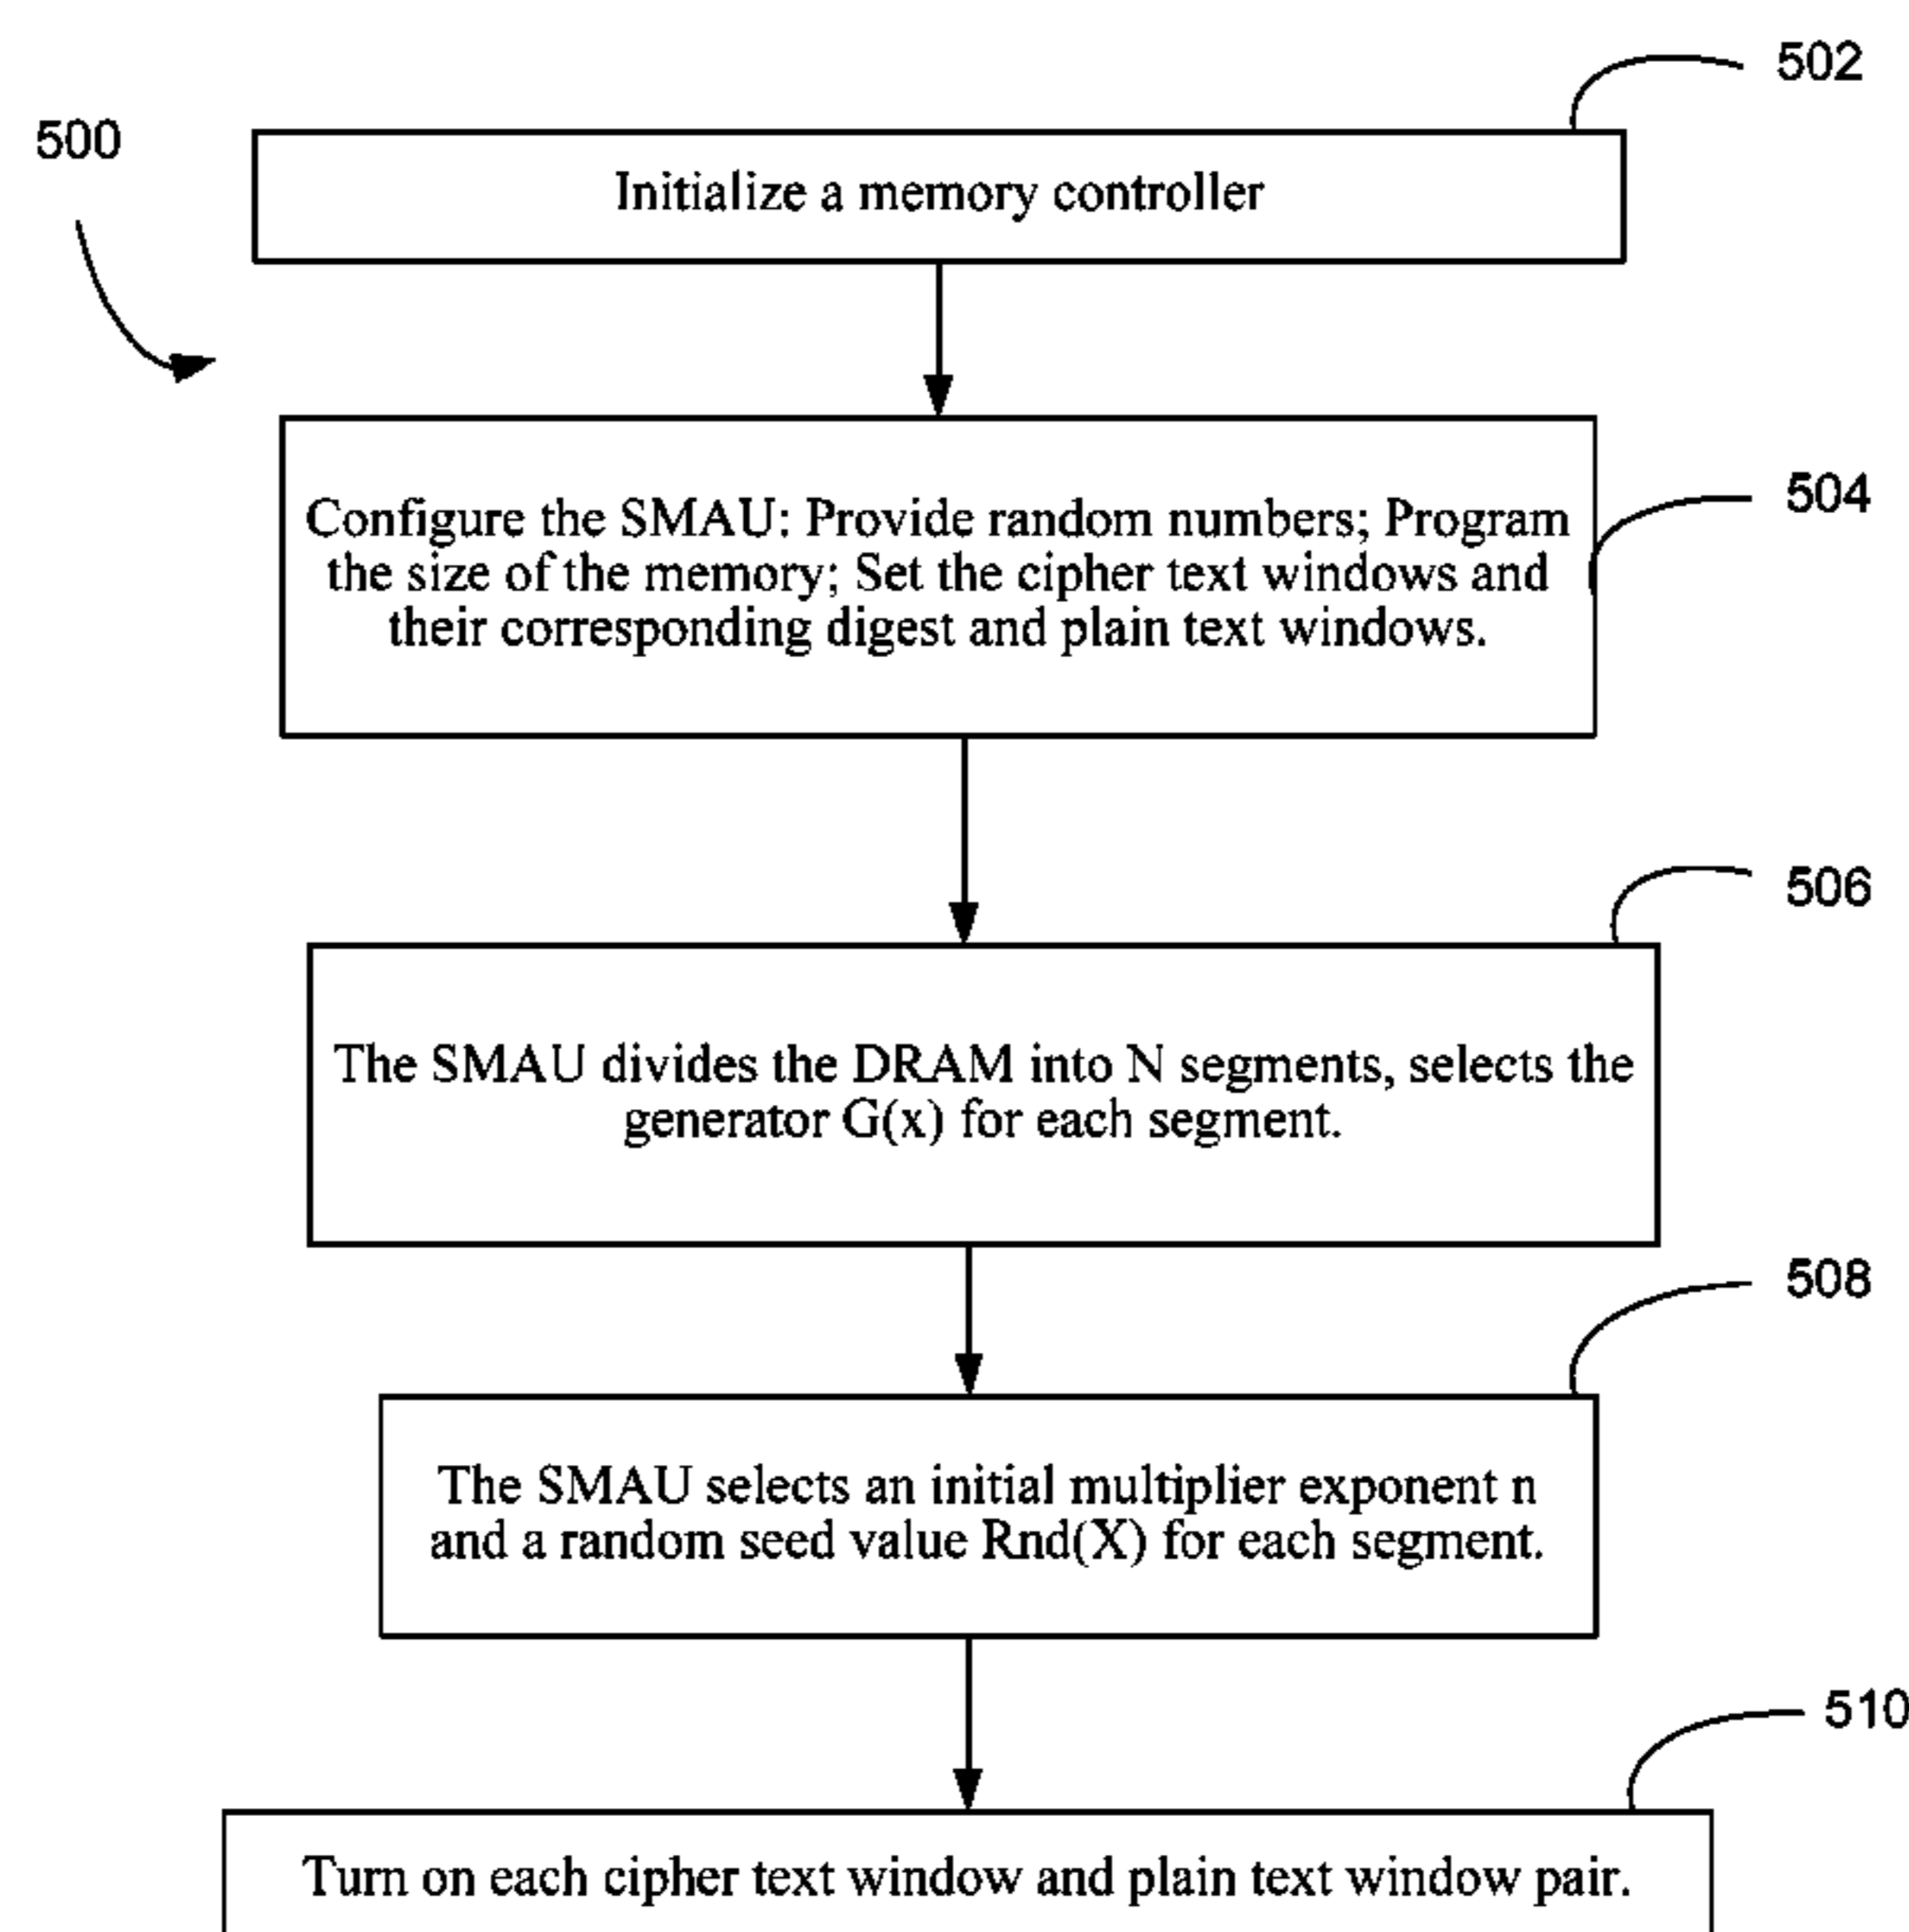 502
500
Initialize a memory controller
504
Configure the SMAU: Provide random numbers; Program
the size of the memory; Set the cipher text windows and
their corresponding digest and plain text windows.
506
The SMAU divides the DRAM into N segments, selects the
generator G(x) for each segment.
508
The SMAU selects an initial multiplier exponent n
and a random seed value Rnd(X) for each segment.
510
Turn on each cipher text window and plain text window pair.